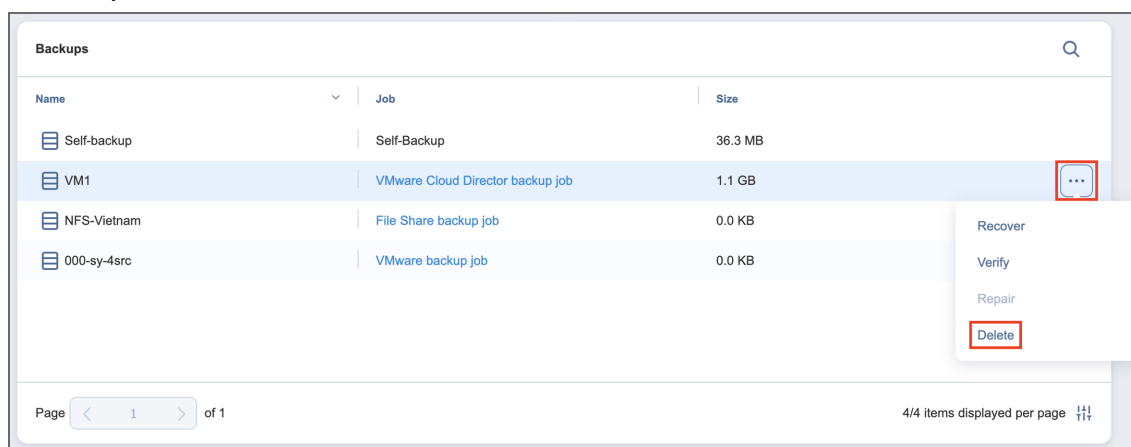 Backups
Name Job Size
Self-backup Self-Backup 36.3 MB
VM1 VMware Cloud Director backup job 1.1 GB
NFS-Vietnam File Share backup job 0.0 KB
000-sy-4src VMware backup job 0.0 KB
Recover
Verify
Repair
Delete
Page 1 of 1 4/4 items displayed per page